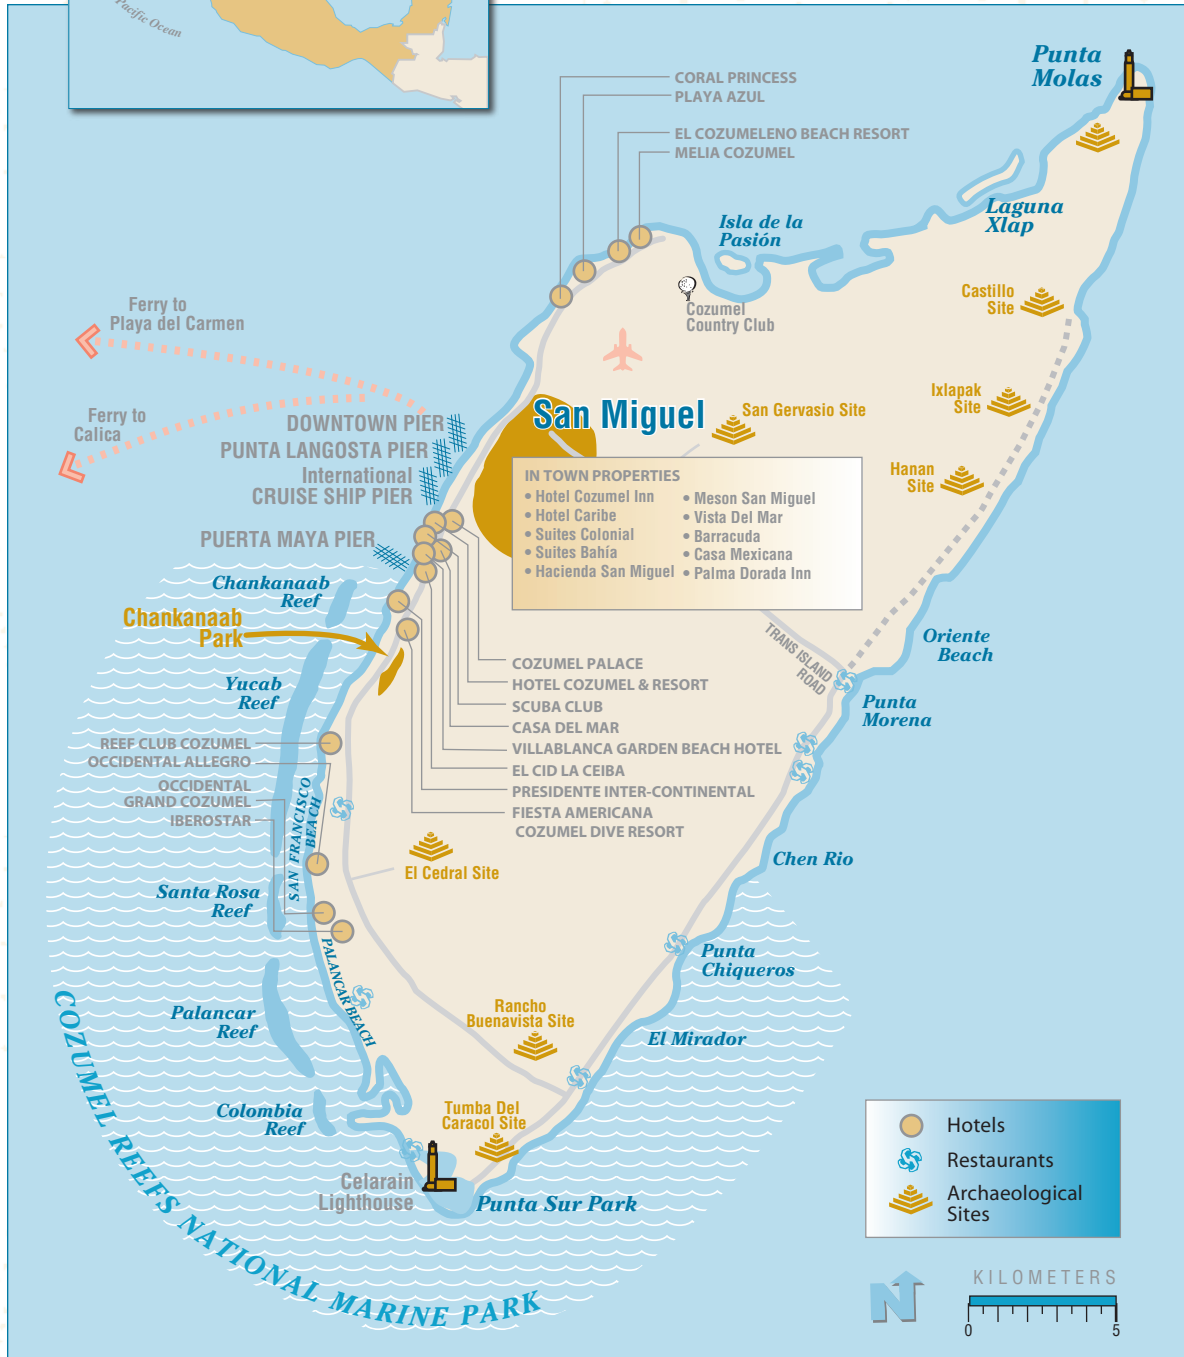 Pacific Ocean
Punta
Molas
CORAL PRINCESS
PLAYA AZUL
EL COZUMELENO BEACH RESORT
MELIA COZUMEL
Isla de la
Pasión
Laguna
Xlap
Castillo
Site
Cozumel
Country Club
Ferry to
Playa del Carmen
Ferry to
Calica
Ixlapak
Site
San Miguel
San Gervasio Site
DOWNTOWN PIER
PUNTA LANGOSTA PIER
International
CRUISE SHIP PIER
PUERTA MAYA PIER
Hanan
Site
IN TOWN PROPERTIES
• Hotel Cozumel Inn
• Hotel Caribe
• Suites Colonial
• Suites Bahía
• Hacienda San Miguel
• Meson San Miguel
• Vista Del Mar
• Barracuda
• Casa Mexicana
• Palma Dorada Inn
Chankanaab
Reef
Chankanaab
Park
Yucab
Reef
TRANS ISLAND
ROAD
Oriente
Beach
Punta
Morena
COZUMEL PALACE
HOTEL COZUMEL & RESORT
SCUBA CLUB
CASA DEL MAR
VILLABLANCA GARDEN BEACH HOTEL
EL CID LA CEIBA
PRESIDENTE INTER-CONTINENTAL
FIESTA AMERICANA
COZUMEL DIVE RESORT
REEF CLUB COZUMEL
OCCIDENTAL ALLEGRO
OCCIDENTAL
GRAND COZUMEL
IBEROSTAR
SAN FRANCISCO
BEACH
El Cedral Site
Chen Rio
Santa Rosa
Reef
PALANCAR BEACH
Punta
Chiqueros
Palancar
Reef
Rancho
Buenavista Site
El Mirador
Colombia
Reef
Tumba Del
Caracol Site
Celarain
Lighthouse
Punta Sur Park
COZUMEL REEFS NATIONAL MARINE PARK
Hotels
Restaurants
Archaeological
Sites
N
KILOMETERS
0 5